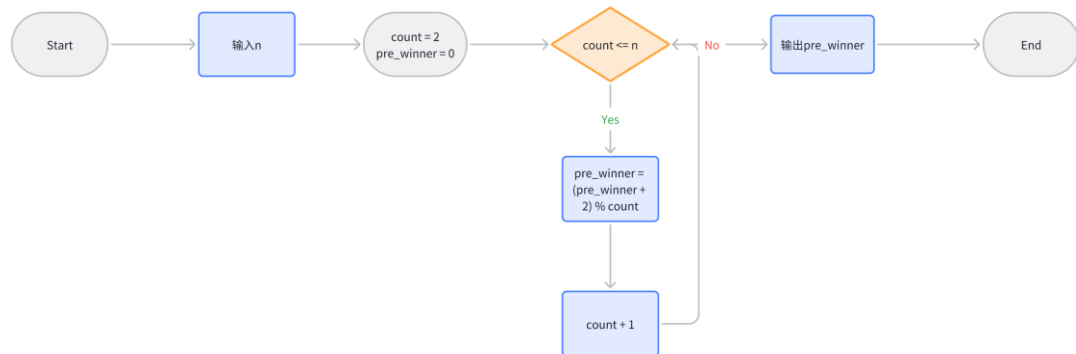 Start
输入n
count = 2
pre_winner = 0
count <= n
No
输出pre_winner
End
Yes
pre_winner =
(pre_winner +
2) % count
count + 1